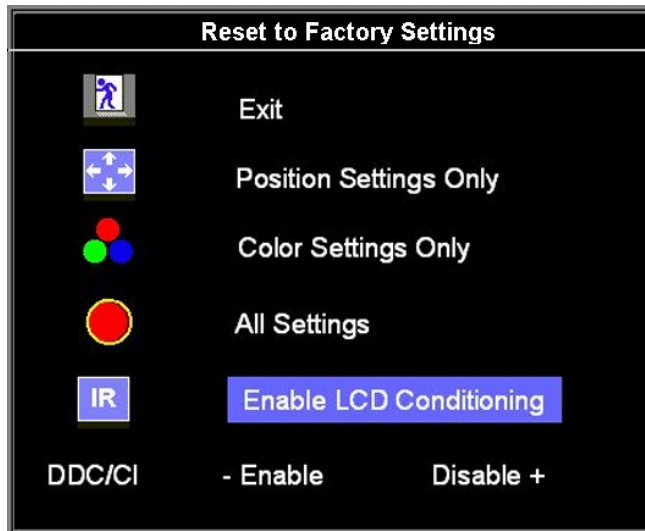 Reset to Factory Settings
Exit
Position Settings Only
Color Settings Only
All Settings
IR Enable LCD Conditioning
DDC/CI - Enable Disable +